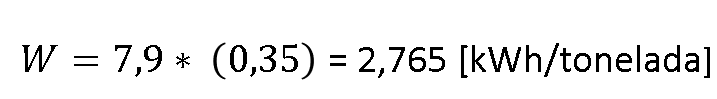 W = 7,9 * (0,35) = 2,765 [kWh/tonelada]